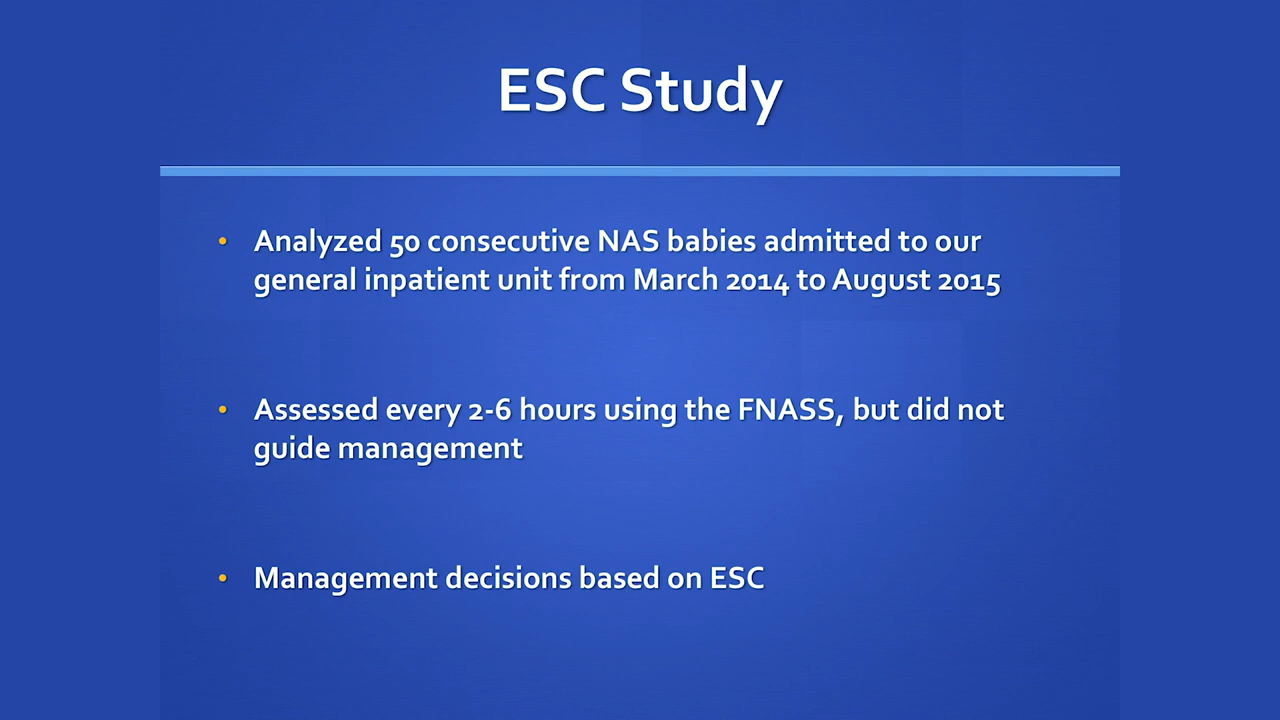 ESC Study
• Analyzed 50 consecutive NAS babies admitted to our
general inpatient unit from March 2014 to August 2015
• Assessed every 2-6 hours using the FNASS, but did not
guide management
• Management decisions based on ESC